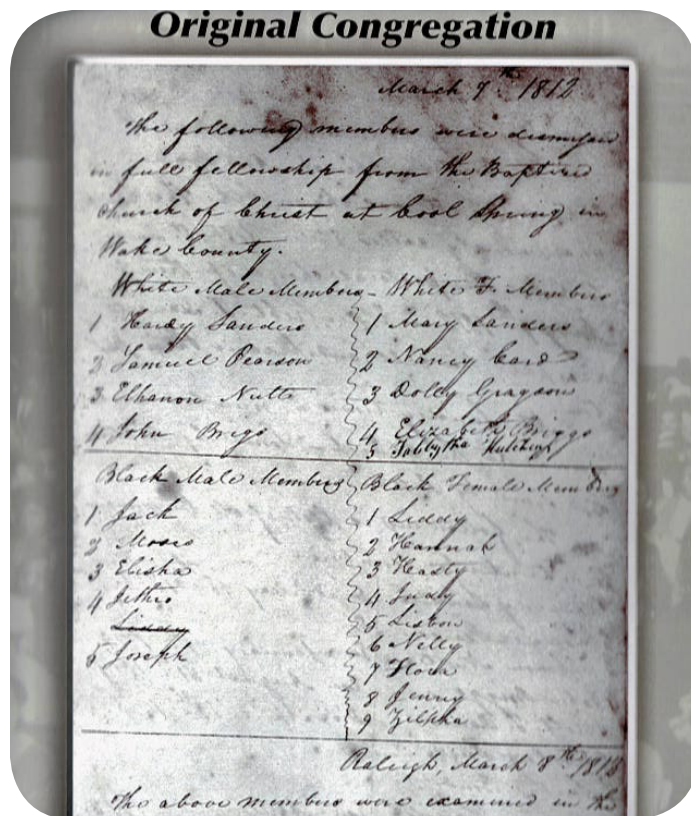 Original Congregation
March 7th 1812
The following members were dismissed
in full fellowship from the Baptized
Church of Christ at Cool Spring in
Wake County.
White Male Members - White F. Members
1 Hardy Sanders 1 Mary Sanders
2 Samuel Pearson 2 Nancy
3 Elhanon Nutt 3 Dolly Grayson
4 John Brigs 4 Elizabeth Briggs
5 Tabbytha Hutchings
Black Male Members Black Female Members
1 Jack 1 Liddy
2 Moses 2 Hannah
3 Elisha 3 Hasty
4 Jethro 4 Judy
Liddy 5 Lisbon
5 Joseph 6 Nelly
7 Flora
8 Jenny
9 Zilpha
Raleigh, March 8th 1812
The above members were examined in the